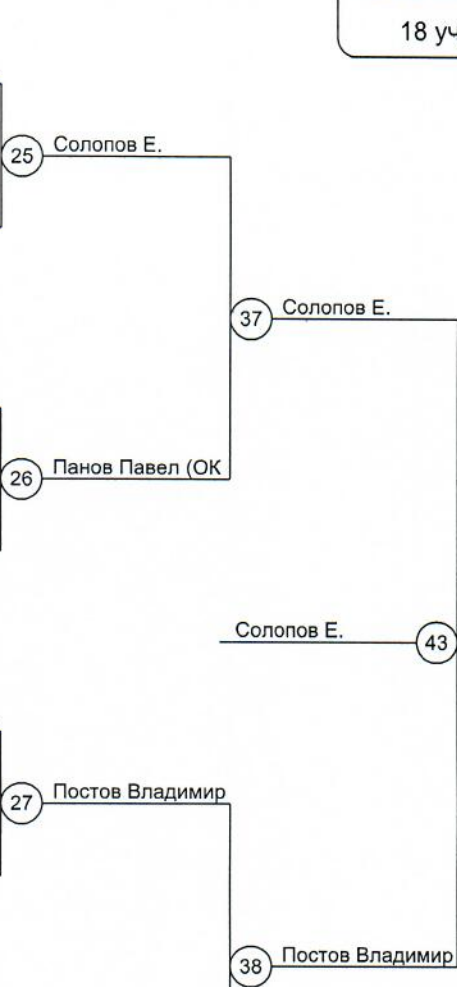 18 уч
25 Солопов Е.
37 Солопов Е.
26 Панов Павел (ОК
Солопов Е. 43
27 Постов Владимир
38 Постов Владимир